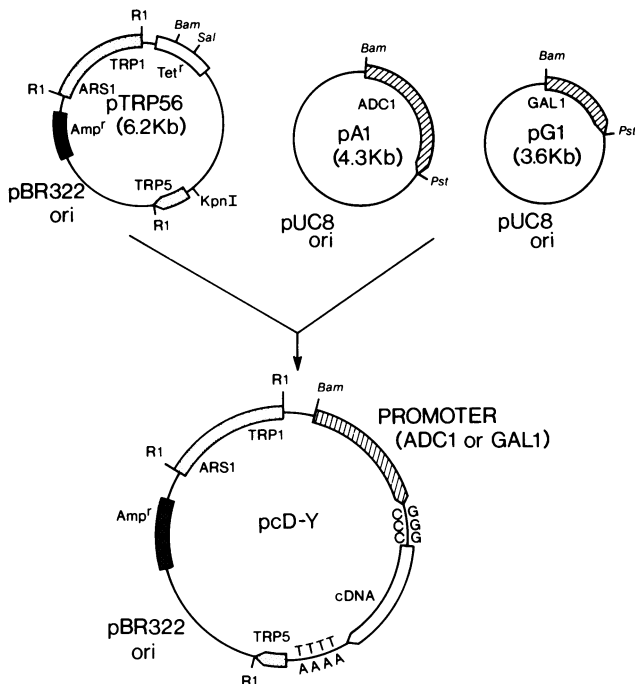 R1
Bam
Sal
TRP1
Tetr
R1
ARS1
pTRP56
(6.2Kb)
Ampr
TRP5
KpnI
R1
pBR322
ori
Bam
ADC1
pA1
(4.3Kb)
Pst
pUC8
ori
Bam
GAL1
pG1
(3.6Kb)
Pst
pUC8
ori
R1
Bam
PROMOTER
(ADC1 or GAL1)
TRP1
R1
ARS1
CCC
GGG
Ampr
pcD-Y
cDNA
pBR322
ori
TTTT
AAAA
TRP5
R1